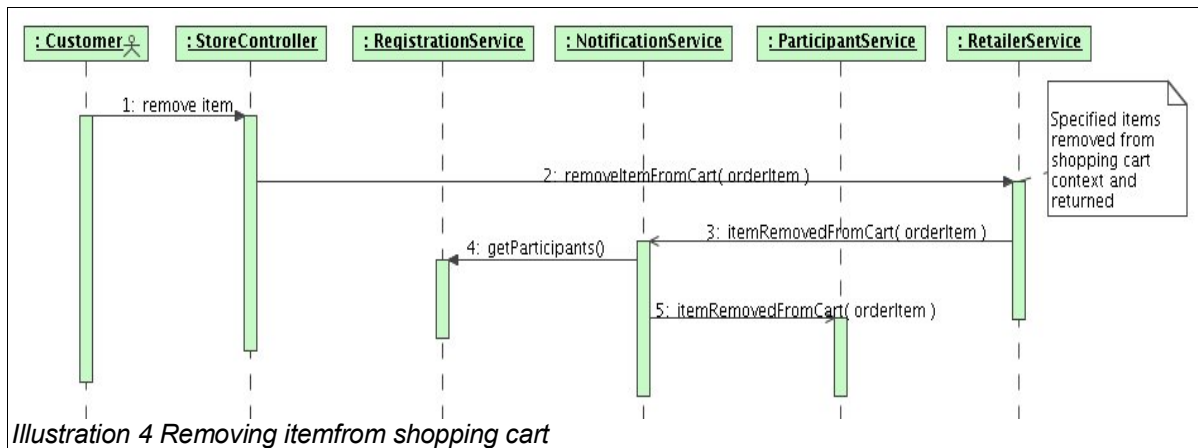 : Customer
: StoreController
: RegistrationService
: NotificationService
: ParticipantService
: RetailerService
1: remove item
Specified items
removed from
shopping cart
context and
returned
2: removeItemFromCart( orderItem )
3: itemRemovedFromCart( orderItem )
4: getParticipants()
5: itemRemovedFromCart( orderItem )
Illustration 4 Removing itemfrom shopping cart